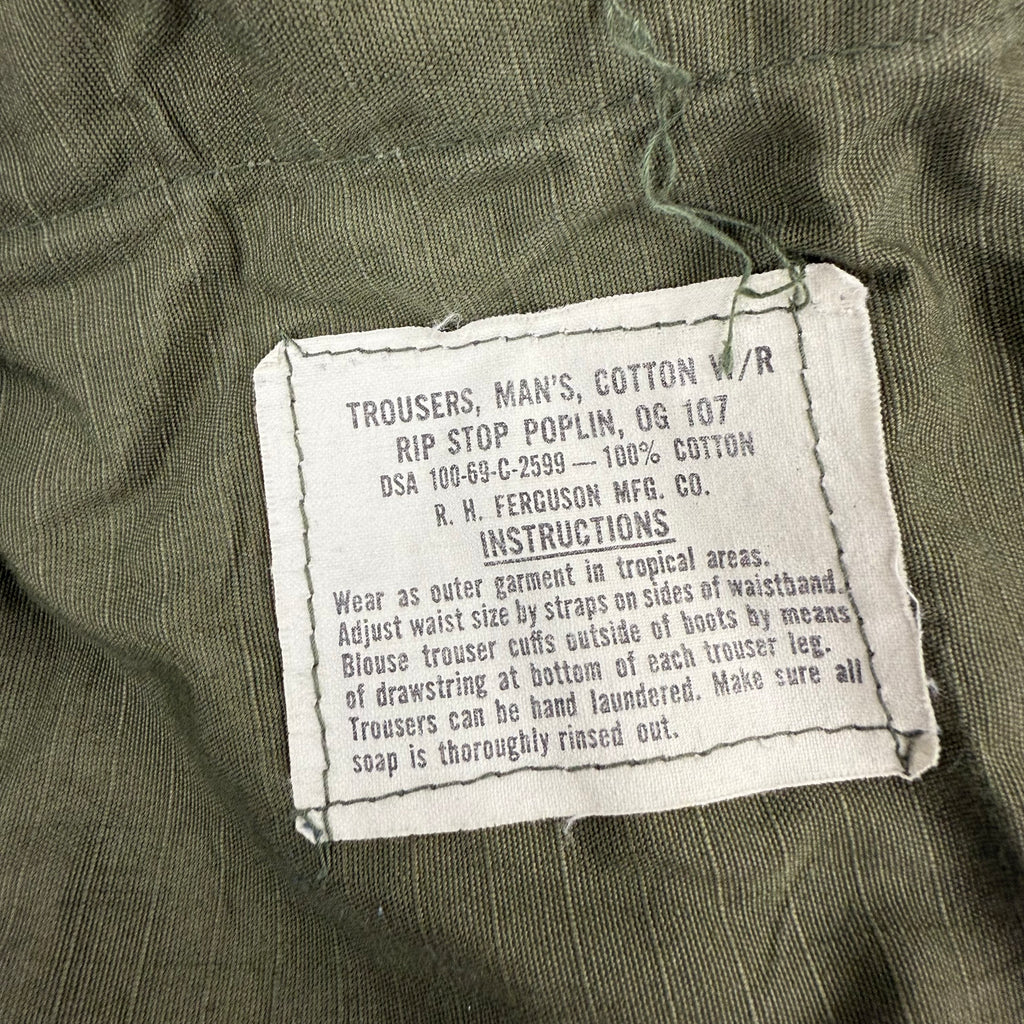 TROUSERS, MAN'S, COTTON W/R
RIP STOP POPLIN, OG 107
DSA 100-69-C-2599 — 100% COTTON
R. H. FERGUSON MFG. CO.
INSTRUCTIONS
Wear as outer garment in tropical areas.
Adjust waist size by straps on sides of waistband.
Blouse trouser cuffs outside of boots by means
of drawstring at bottom of each trouser leg.
Trousers can be hand laundered. Make sure all
soap is thoroughly rinsed out.